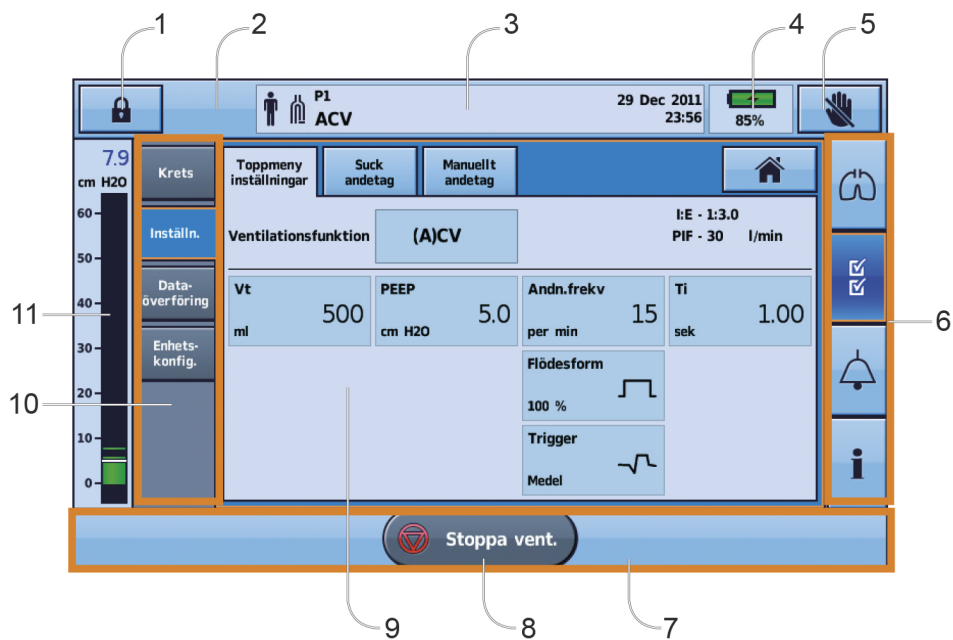 1
2
3
4
5
P1
ACV
29 Dec 2011
23:56
85%
7.9
cm H2O
60
50
40
30
20
10
0
Krets
Inställn.
Data-
överföring
Enhets-
konfig.
Toppmeny
inställningar
Suck
andetag
Manuellt
andetag
Ventilationsfunktion
(A)CV
I:E - 1:3.0
PIF - 30 l/min
Vt
500
ml
PEEP
5.0
cm H2O
Andn.frekv
15
per min
Ti
1.00
sek
Flödesform
100 %
Trigger
Medel
i
6
11
10
Stoppa vent.
9
8
7